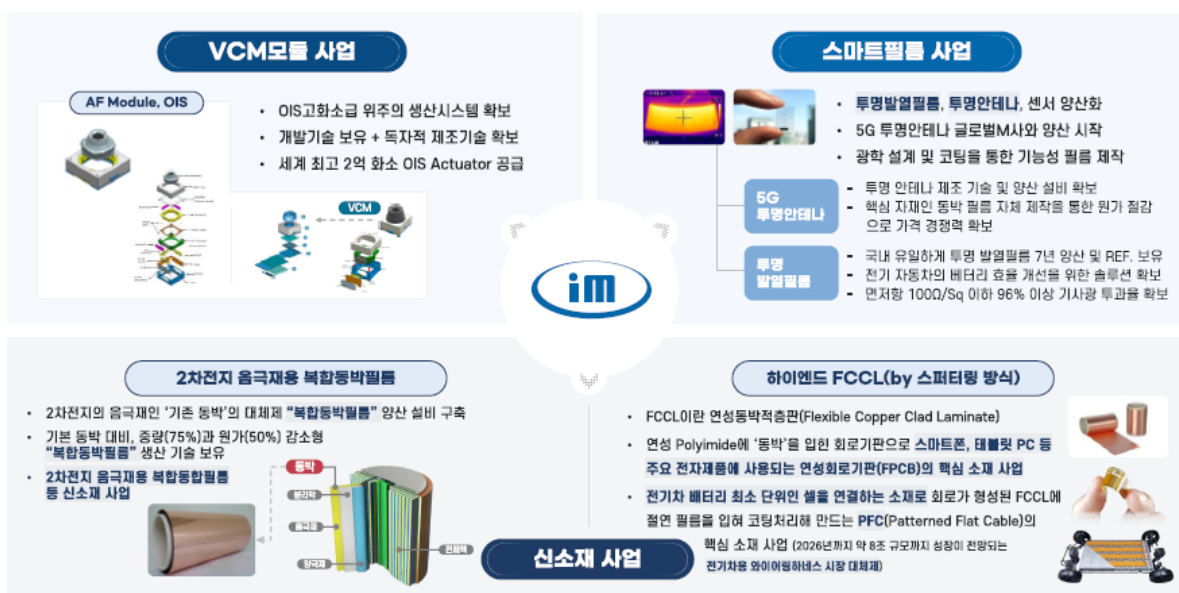 VCM모듈 사업
AF Module, OIS
• OIS고화소급 위주의 생산시스템 확보
• 개발기술 보유 + 독자적 제조기술 확보
• 세계 최고 2억 화소 OIS Actuator 공급
VCM
스마트필름 사업
• 투명발열필름, 투명안테나, 센서 양산화
• 5G 투명안테나 글로벌M사와 양산 시작
• 광학 설계 및 코팅을 통한 기능성 필름 제작
5G
투명안테나
- 투명 안테나 제조 기술 및 양산 설비 확보
- 핵심 자재인 동박 필름 자체 제작을 통한 원가 절감
으로 가격 경쟁력 확보
투명
발열필름
- 국내 유일하게 투명 발열필름 7년 양산 및 REF. 보유
- 전기 자동차의 베터리 효율 개선을 위한 솔루션 확보
- 면저항 100Ω/Sq 이하 96% 이상 기사광 투과율 확보
im
2차전지 음극재용 복합동박필름
• 2차전지의 음극재인 ‘기존 동박’의 대체제 “복합동박필름” 양산 설비 구축
• 기본 동박 대비, 중량(75%)과 원가(50%) 감소형
“복합동박필름” 생산 기술 보유
• 2차전지 음극재용 복합동합필름
등 신소재 사업
동박
분리막
음극재
양극재
전해액
하이엔드 FCCL(by 스퍼터링 방식)
• FCCL이란 연성동박적층판(Flexible Copper Clad Laminate)
• 연성 Polyimide에 ‘동박’을 입힌 회로기판으로 스마트폰, 태블릿 PC 등
주요 전자제품에 사용되는 연성회로기판(FPCB)의 핵심 소재 사업
• 전기차 배터리 최소 단위인 셀을 연결하는 소재로 회로가 형성된 FCCL에
절연 필름을 입혀 코팅처리해 만드는 PFC(Patterned Flat Cable)의
핵심 소재 사업 (2026년까지 약 8조 규모까지 성장이 전망되는
전기차용 와이어링하네스 시장 대체제)
신소재 사업